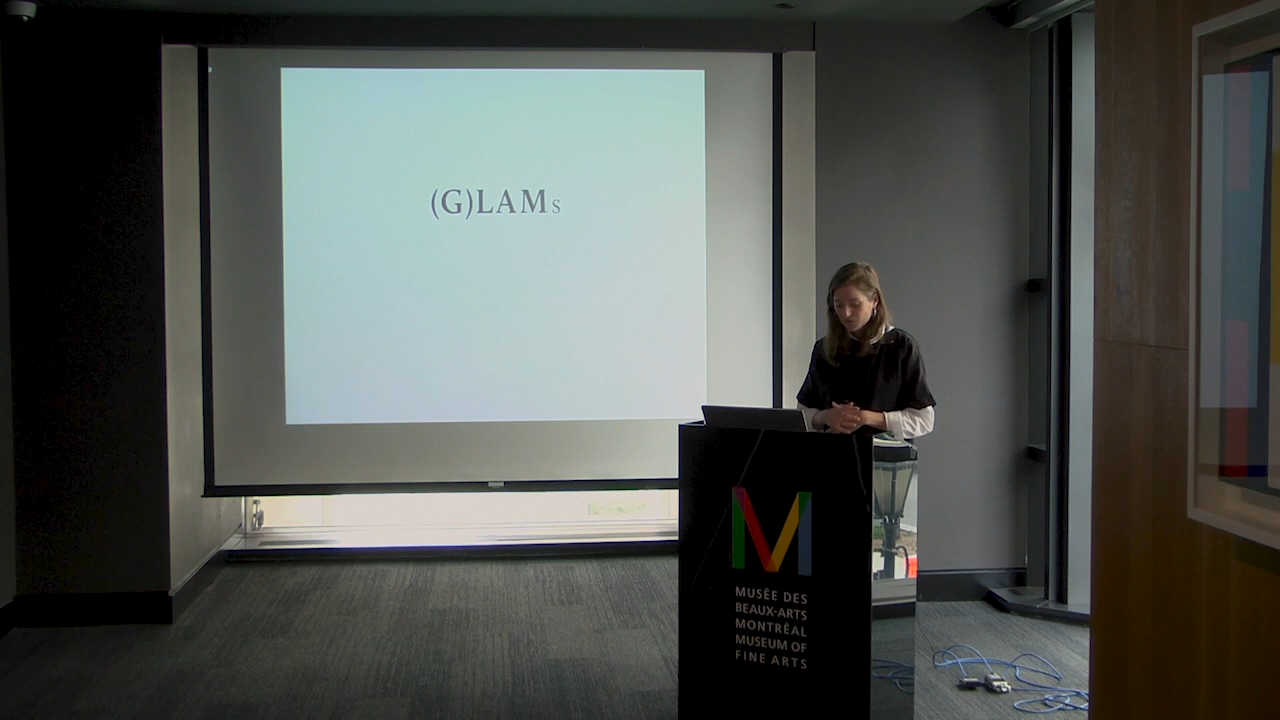 (G)LAMs
MUSÉE DES
BEAUX-ARTS
MONTRÉAL
MUSEUM OF
FINE ARTS